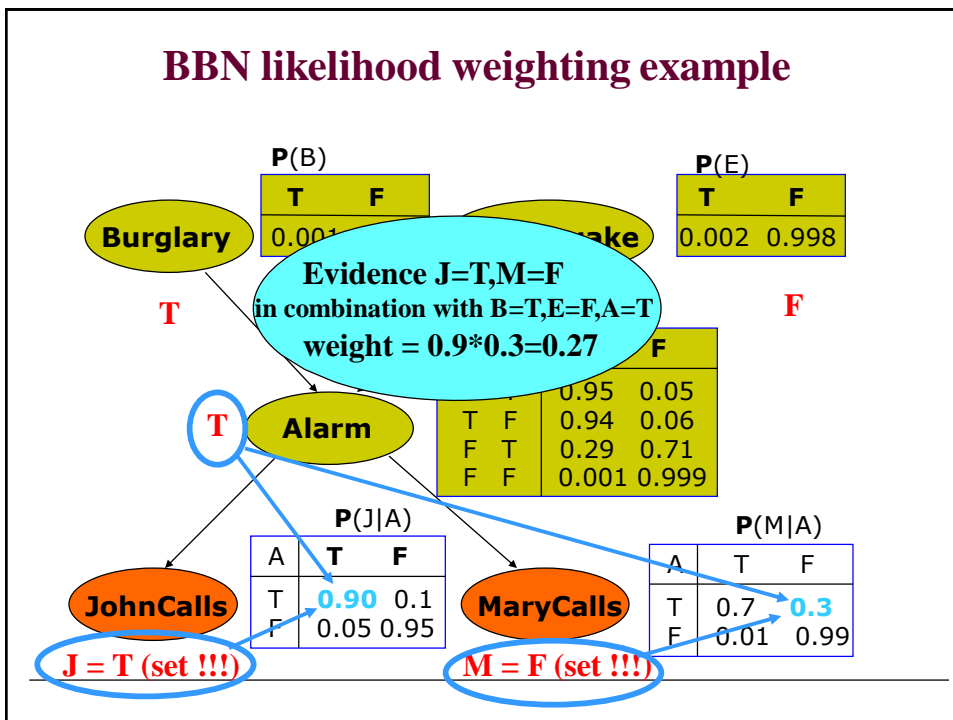 BBN likelihood weighting example
P(B)
T F
0.001
P(E)
T F
0.002 0.998
Burglary
Evidence J=T,M=F
in combination with B=T,E=F,A=T
weight = 0.9*0.3=0.27
T
F
F
0.95 0.05
T F 0.94 0.06
F T 0.29 0.71
F F 0.001 0.999
T
Alarm
P(J|A)
A T F
T 0.90 0.1
F 0.05 0.95
P(M|A)
A T F
T 0.7 0.3
F 0.01 0.99
JohnCalls
MaryCalls
J = T (set !!!)
M = F (set !!!)